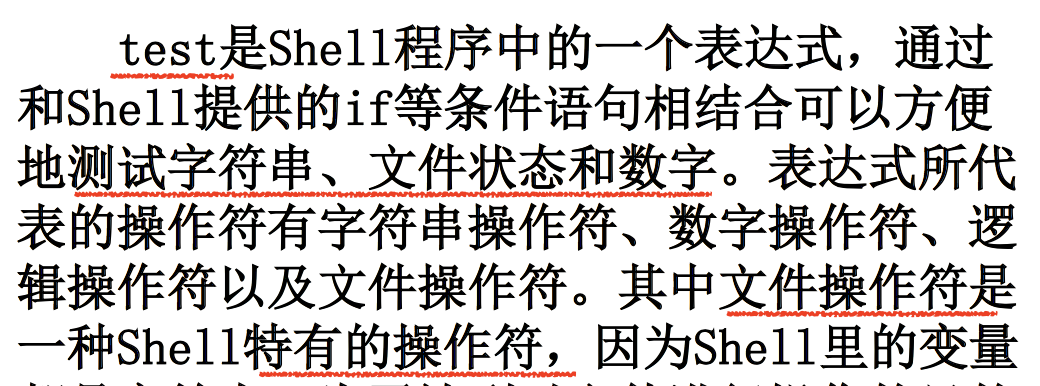 test是Shell程序中的一个表达式，通过
和Shell提供的if等条件语句相结合可以方便
地测试字符串、文件状态和数字。表达式所代
表的操作符有字符串操作符、数字操作符、逻
辑操作符以及文件操作符。其中文件操作符是
一种Shell特有的操作符，因为Shell里的变量